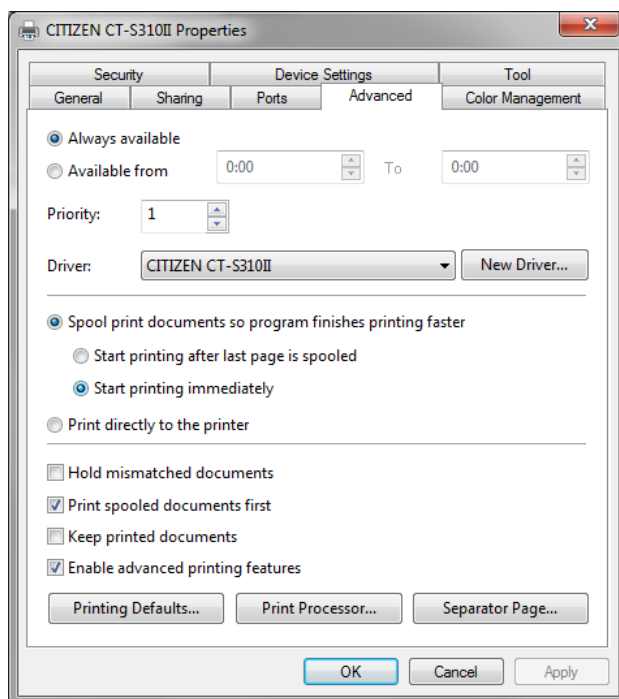 CITIZEN CT-S310II Properties
Security Device Settings Tool
General Sharing Ports Advanced Color Management
Always available
Available from 0:00 To 0:00
Priority: 1
Driver: CITIZEN CT-S310II New Driver...
Spool print documents so program finishes printing faster
Start printing after last page is spooled
Start printing immediately
Print directly to the printer
Hold mismatched documents
Print spooled documents first
Keep printed documents
Enable advanced printing features
Printing Defaults... Print Processor... Separator Page...
OK Cancel Apply